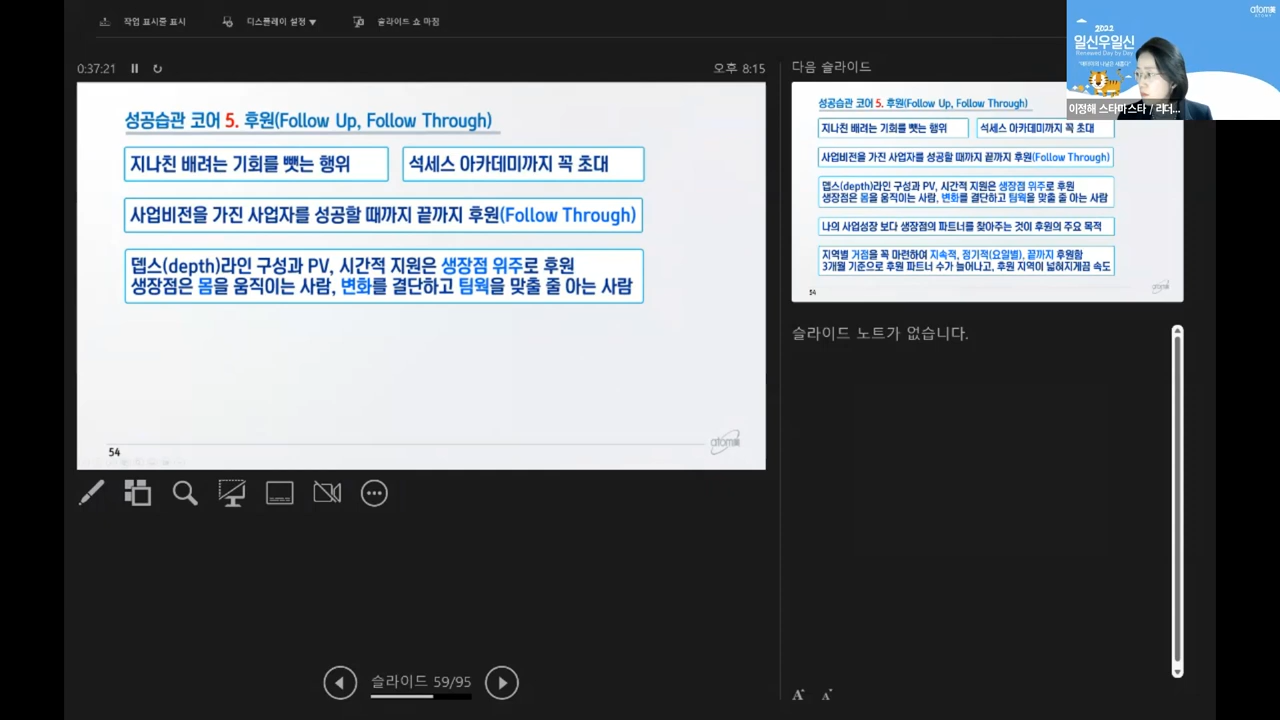 작업 표시줄 표시
디스플레이 설정 ▼
슬라이드 쇼 마침
0:37:21
오후 8:15
성공습관 코어 5. 후원(Follow Up, Follow Through)
지나친 배려는 기회를 뺏는 행위
석세스 아카데미까지 꼭 초대
사업비전을 가진 사업자를 성공할 때까지 끝까지 후원(Follow Through)
뎁스(depth)라인 구성과 PV, 시간적 지원은 생장점 위주로 후원
생장점은 몸을 움직이는 사람, 변화를 결단하고 팀웍을 맞출 줄 아는 사람
54
atom美
슬라이드 59/95
다음 슬라이드
성공습관 코어 5. 후원(Follow Up, Follow Through)
지나친 배려는 기회를 뺏는 행위
석세스 아카데미까지 꼭 초대
사업비전을 가진 사업자를 성공할 때까지 끝까지 후원(Follow Through)
뎁스(depth)라인 구성과 PV, 시간적 지원은 생장점 위주로 후원
생장점은 몸을 움직이는 사람, 변화를 결단하고 팀웍을 맞출 줄 아는 사람
나의 사업성장 보다 생장점의 파트너를 찾아주는 것이 후원의 주요 목적
지역별 거점을 꼭 마련하여 지속적, 정기적(요일별), 끝까지 후원함
3개월 기준으로 후원 파트너 수가 늘어나고, 후원 지역이 넓혀지게끔 속도
54
atom美
슬라이드 노트가 없습니다.
A A
atom美
ATOMY
2022
일신우일신
Renewed Day by Day
이정해 스타마스타 / 리더...